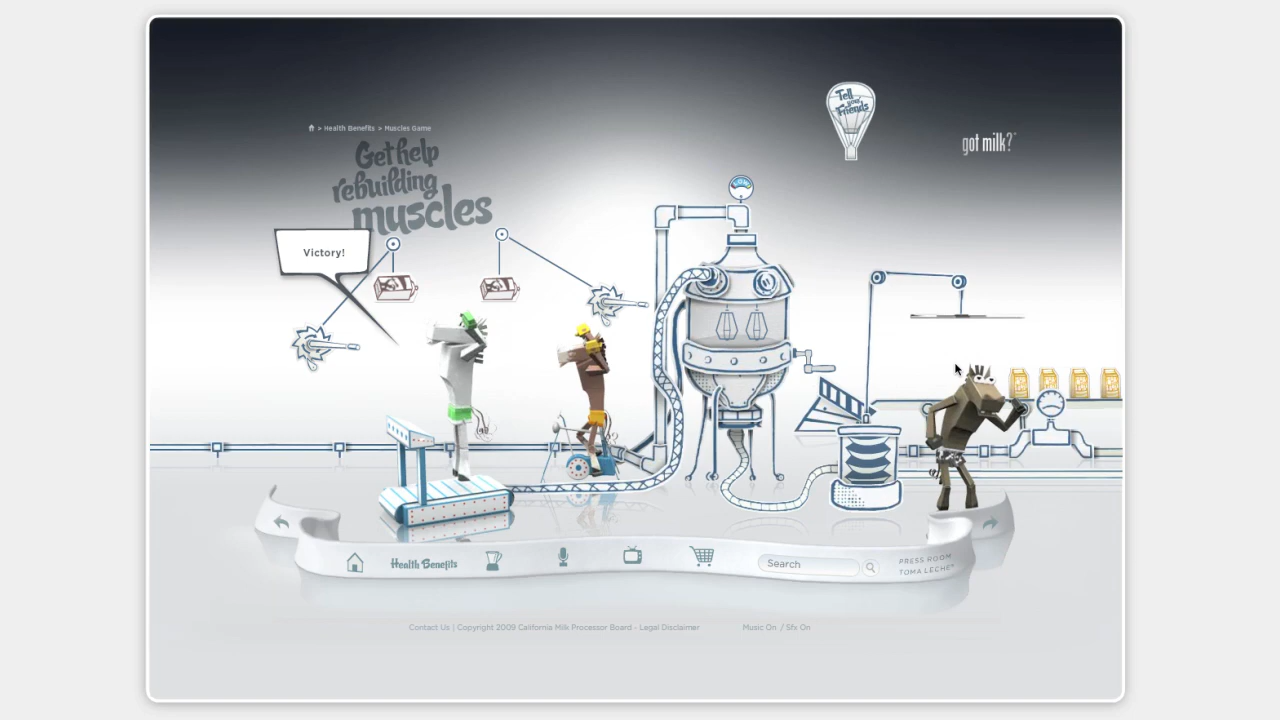 Tell
your
Friends
> Health Benefits > Muscles Game
got milk?
Get help
rebuilding
muscles
Victory!
Health Benefits
Search
PRESS ROOM
TOMA LECHE
Contact Us | Copyright 2009 California Milk Processor Board - Legal Disclaimer
Music On / Sfx On